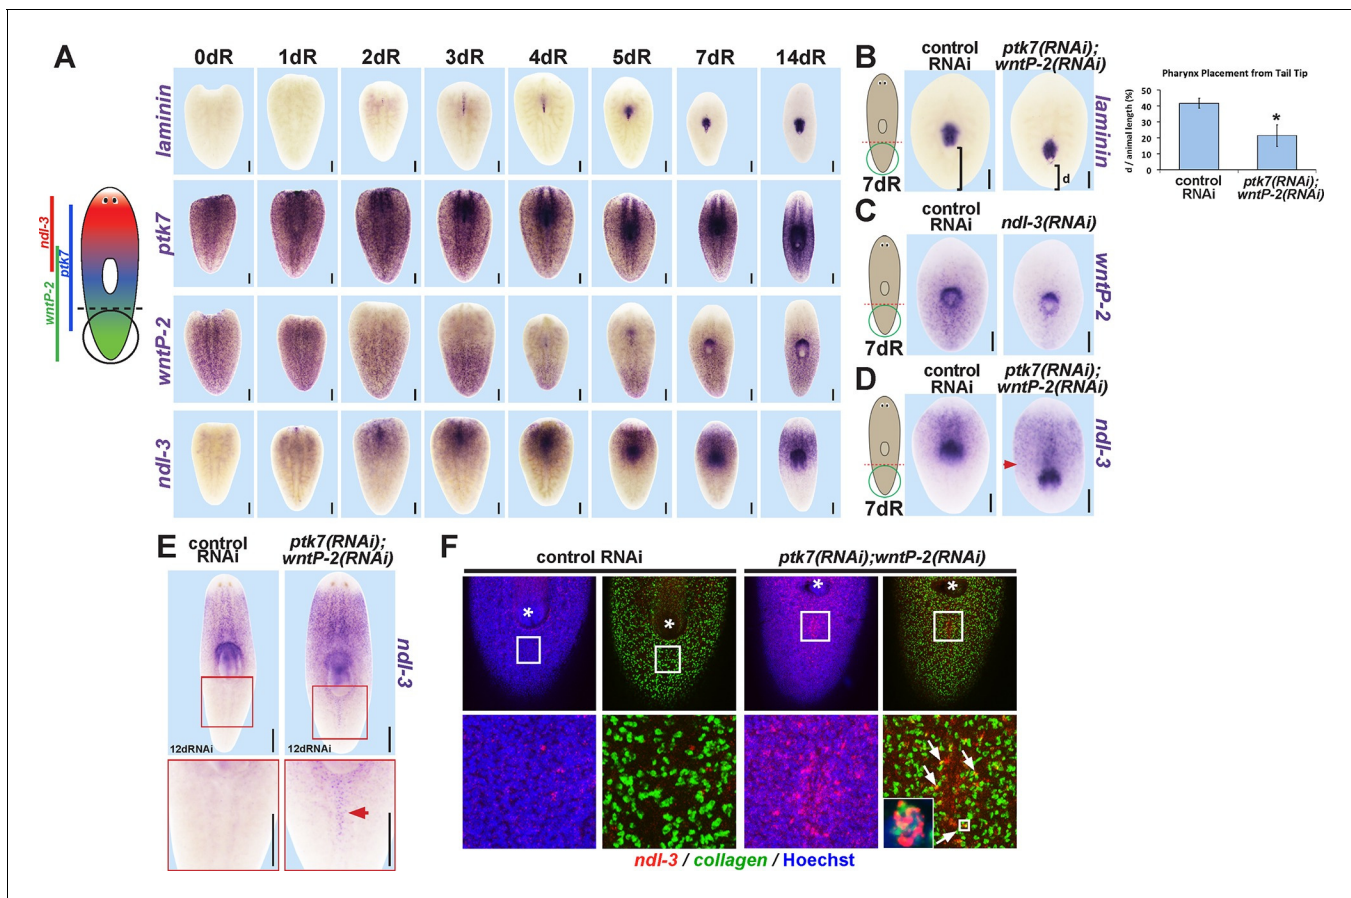 A
0dR 1dR 2dR 3dR 4dR 5dR 7dR 14dR
laminin
ptk7
wntP-2
ndl-3
ndl-3
ptk7
wntP-2
B
control
RNAi
ptk7(RNAi);
wntP-2(RNAi)
7dR
d
laminin
Pharynx Placement from Tail Tip
d / animal length (%)
50
40
30
20
10
0
*
control
RNAi
ptk7(RNAi);
wntP-2(RNAi)
C
control
RNAi
ndl-3(RNAi)
7dR
wntP-2
D
control
RNAi
ptk7(RNAi);
wntP-2(RNAi)
7dR
ndl-3
E
control
RNAi
ptk7(RNAi);
wntP-2(RNAi)
12dRNAi
12dRNAi
ndl-3
F
control RNAi
ptk7(RNAi);wntP-2(RNAi)
* * * *
ndl-3 / collagen / Hoechst